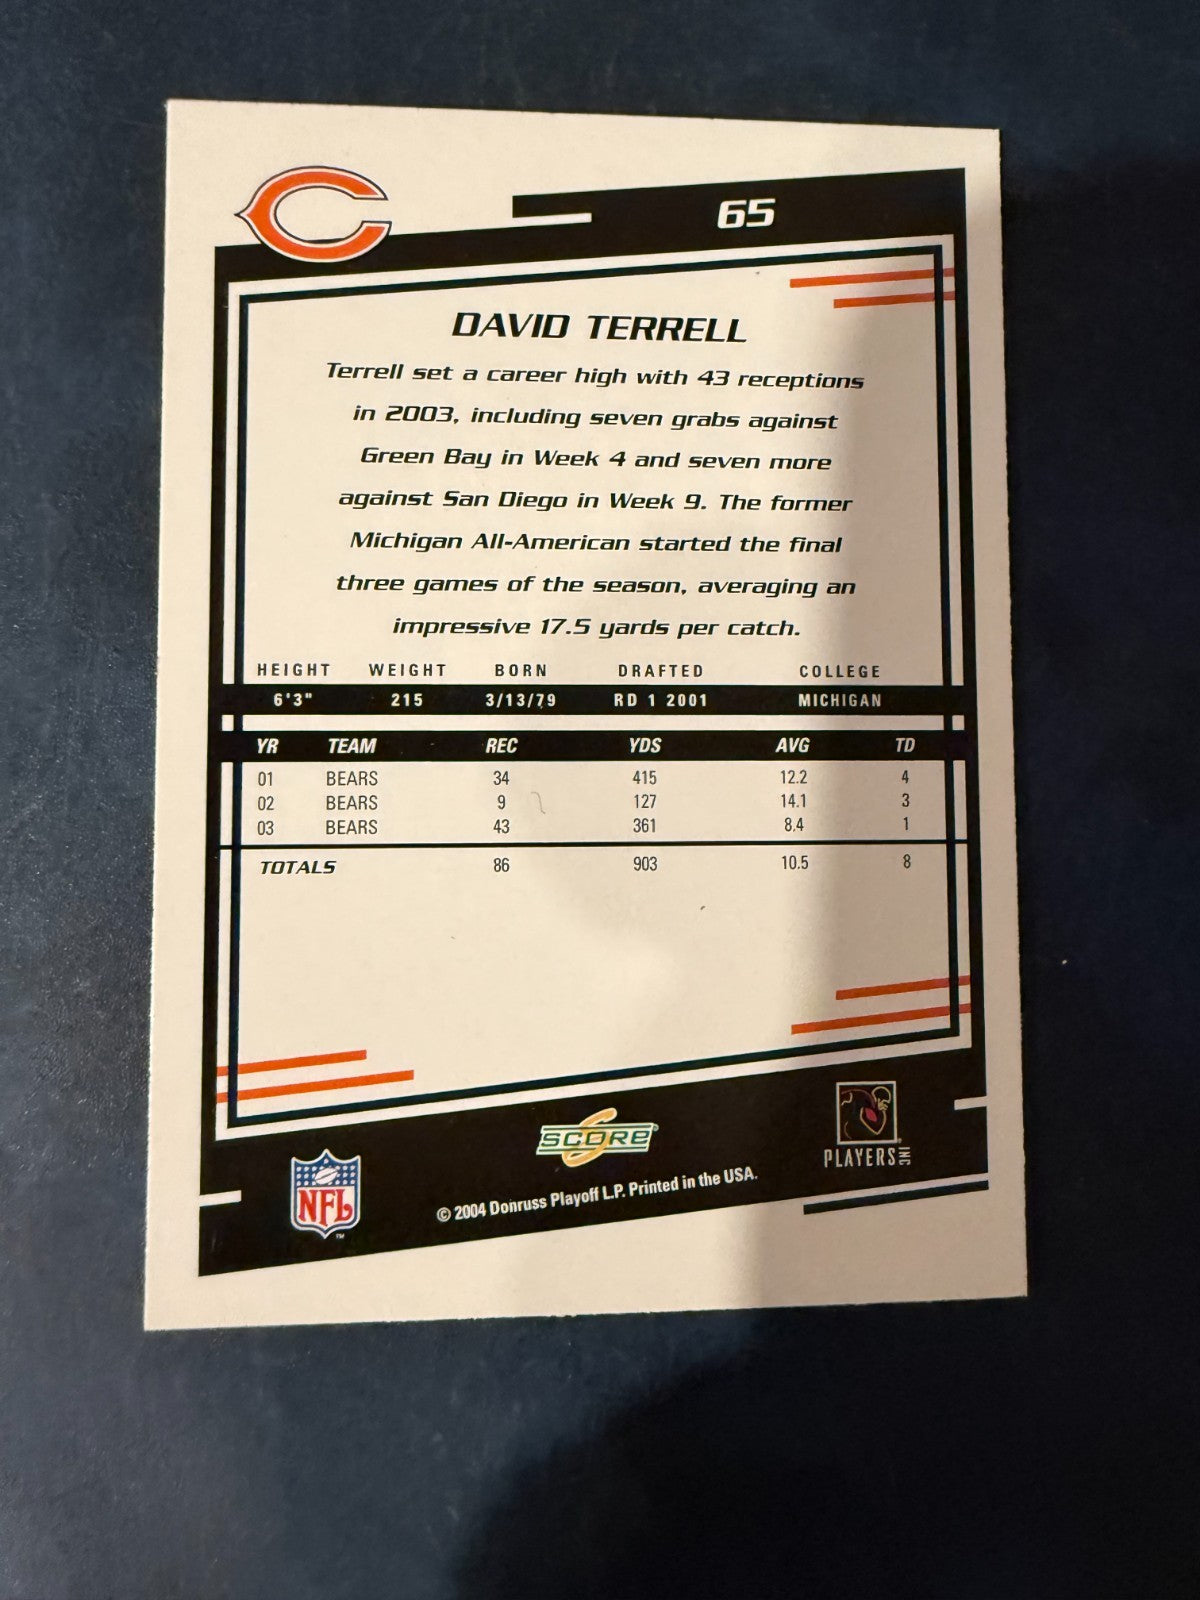 65
DAVID TERRELL
Terrell set a career high with 43 receptions
in 2003, including seven grabs against
Green Bay in Week 4 and seven more
against San Diego in Week 9. The former
Michigan All-American started the final
three games of the season, averaging an
impressive 17.5 yards per catch.
HEIGHT WEIGHT BORN DRAFTED COLLEGE
6'3" 215 3/13/79 RD 1 2001 MICHIGAN
YR TEAM REC YDS AVG TD
01 BEARS 34 415 12.2 4
02 BEARS 9 127 14.1 3
03 BEARS 43 361 8.4 1
TOTALS 86 903 10.5 8
SCORE
PLAYERS INC
NFL
© 2004 Donruss Playoff L.P. Printed in the USA.